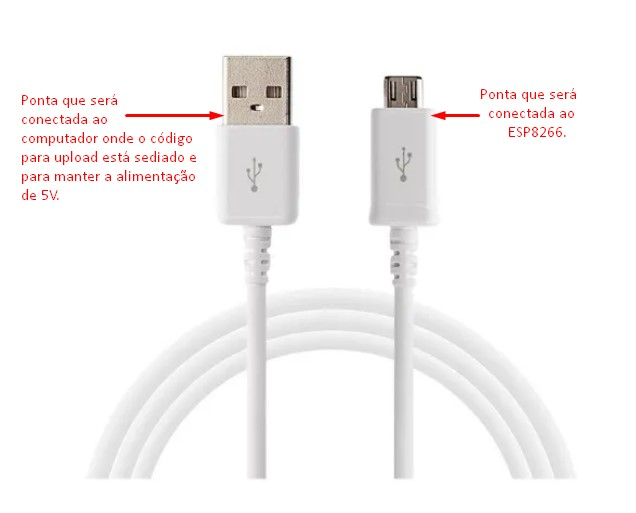 Ponta que será
conectada ao
computador onde o código
para upload está sediado e
para manter a alimentação
de 5V.
Ponta que será
conectada ao
ESP8266.